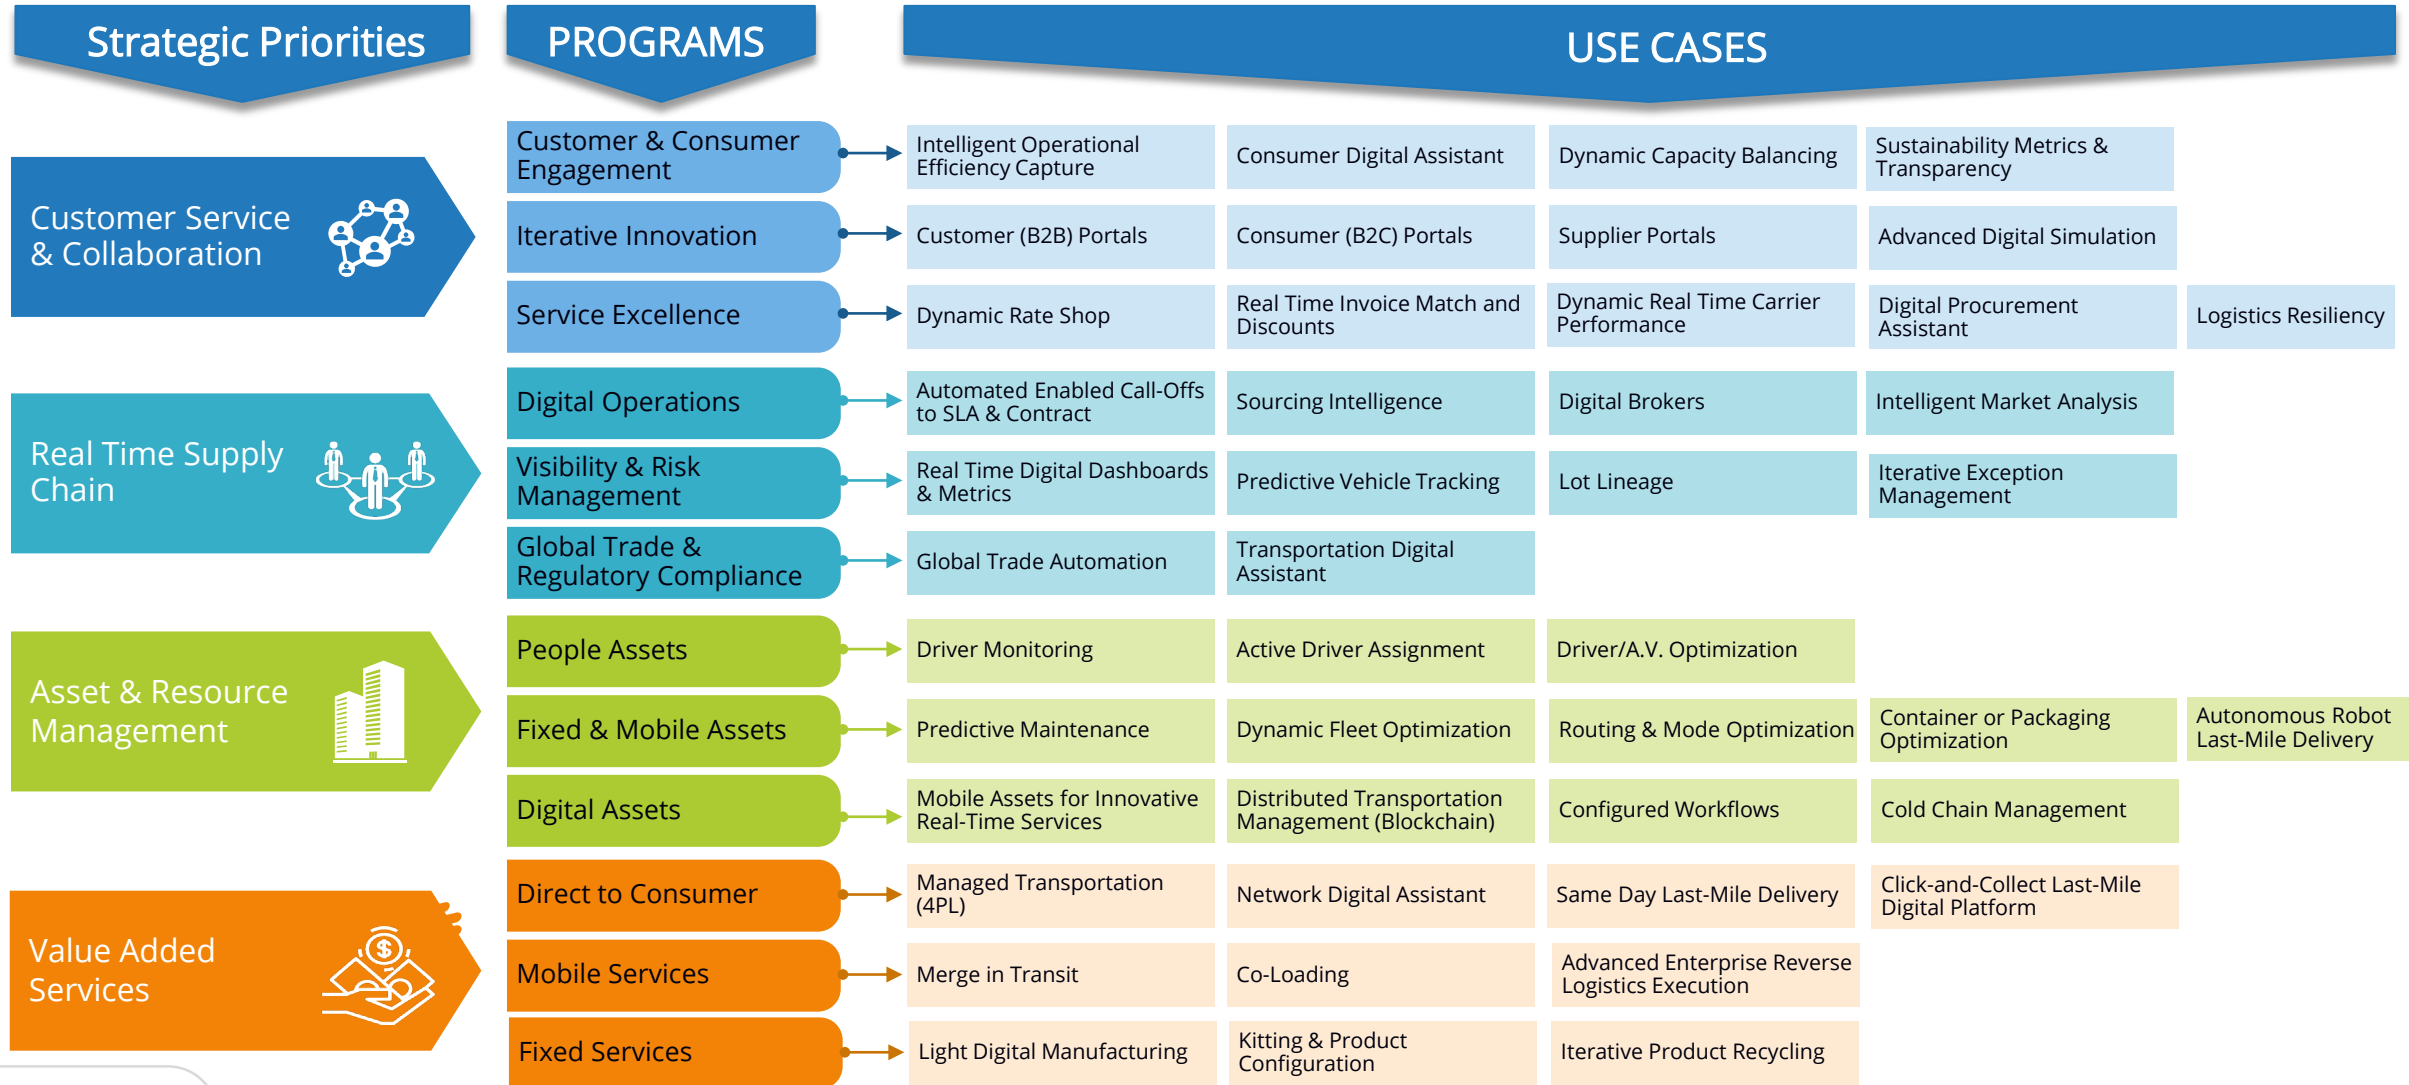 Strategic Priorities
PROGRAMS
USE CASES
Customer Service
& Collaboration
Customer & Consumer
Engagement
Intelligent Operational
Efficiency Capture
Consumer Digital Assistant
Dynamic Capacity Balancing
Sustainability Metrics &
Transparency
Iterative Innovation
Customer (B2B) Portals
Consumer (B2C) Portals
Supplier Portals
Advanced Digital Simulation
Service Excellence
Dynamic Rate Shop
Real Time Invoice Match and
Discounts
Dynamic Real Time Carrier
Performance
Digital Procurement
Assistant
Logistics Resiliency
Real Time Supply
Chain
Digital Operations
Automated Enabled Call-Offs
to SLA & Contract
Sourcing Intelligence
Digital Brokers
Intelligent Market Analysis
Visibility & Risk
Management
Real Time Digital Dashboards
& Metrics
Predictive Vehicle Tracking
Lot Lineage
Iterative Exception
Management
Global Trade &
Regulatory Compliance
Global Trade Automation
Transportation Digital
Assistant
Asset & Resource
Management
People Assets
Driver Monitoring
Active Driver Assignment
Driver/A.V. Optimization
Fixed & Mobile Assets
Predictive Maintenance
Dynamic Fleet Optimization
Routing & Mode Optimization
Container or Packaging
Optimization
Autonomous Robot
Last-Mile Delivery
Digital Assets
Mobile Assets for Innovative
Real-Time Services
Distributed Transportation
Management (Blockchain)
Configured Workflows
Cold Chain Management
Value Added
Services
$
Direct to Consumer
Managed Transportation
(4PL)
Network Digital Assistant
Same Day Last-Mile Delivery
Click-and-Collect Last-Mile
Digital Platform
Mobile Services
Merge in Transit
Co-Loading
Advanced Enterprise Reverse
Logistics Execution
Fixed Services
Light Digital Manufacturing
Kitting & Product
Configuration
Iterative Product Recycling